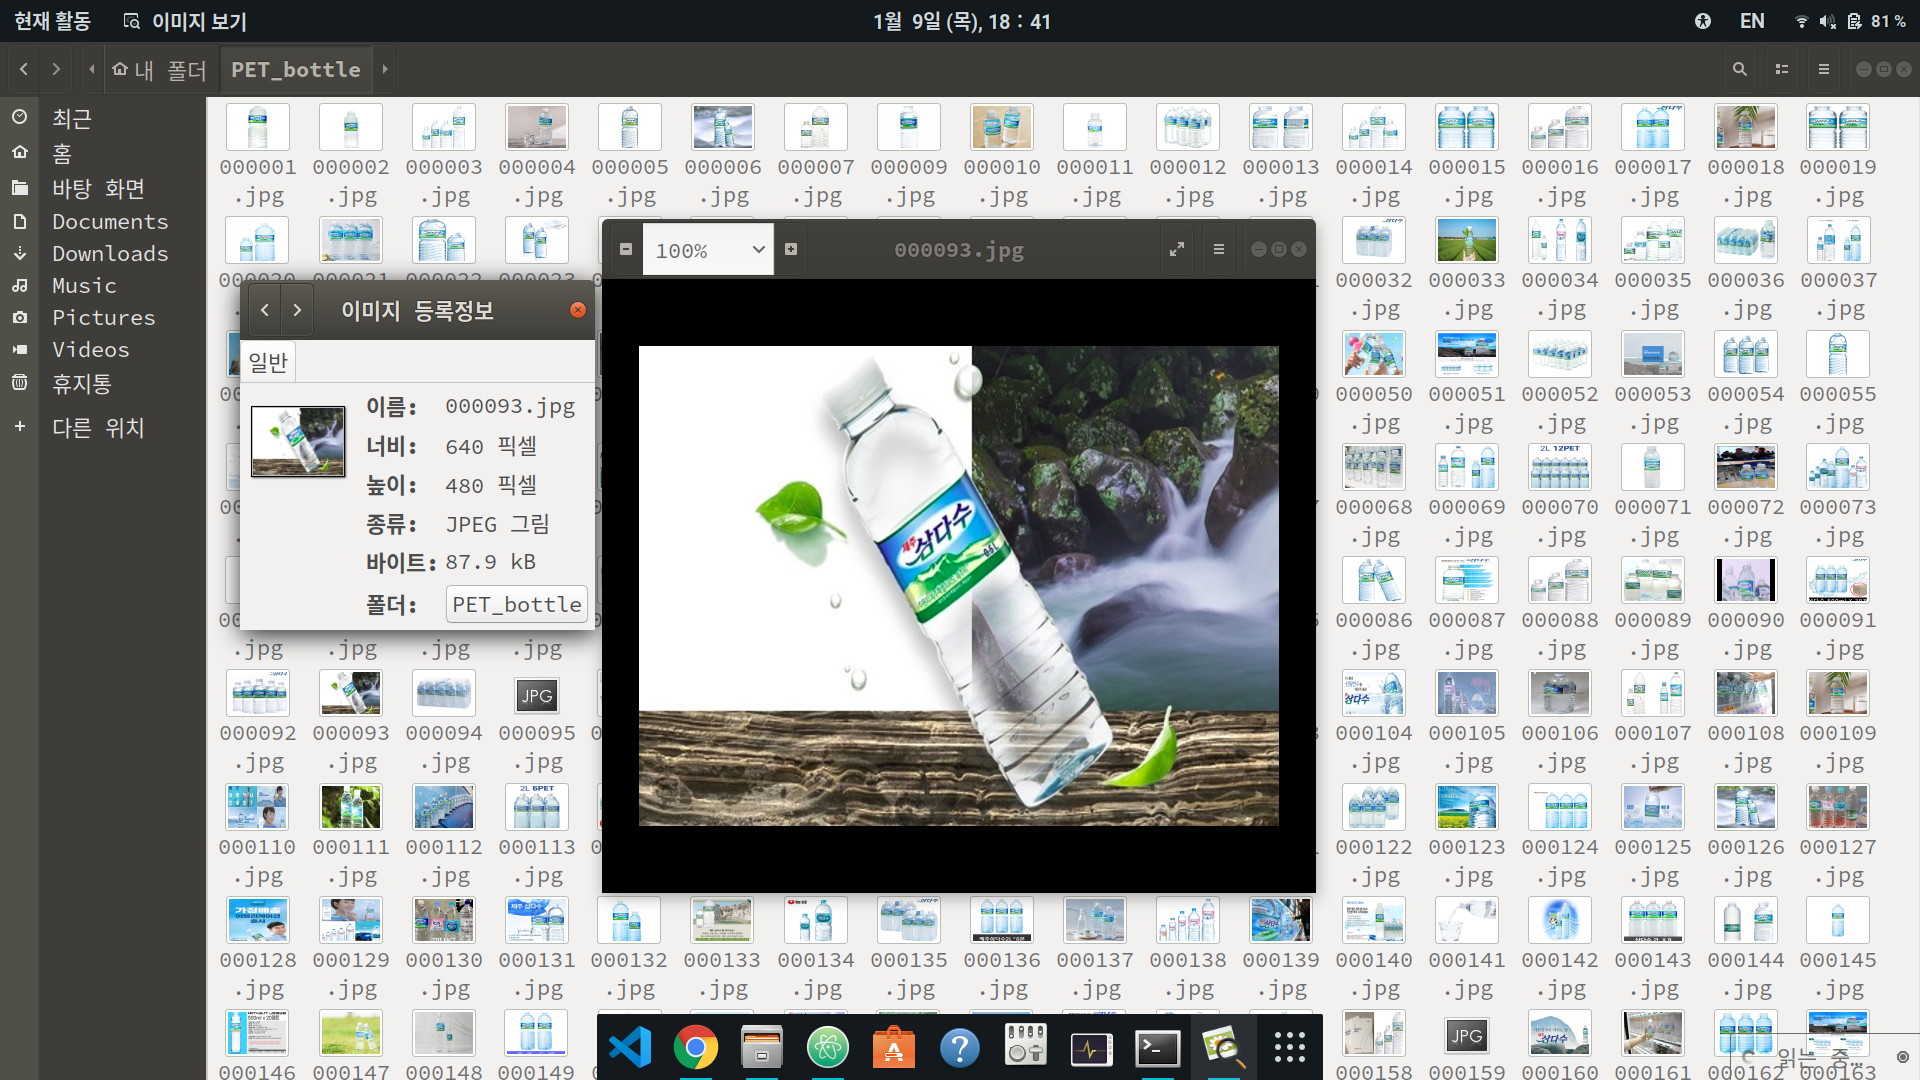 현재 활동 이미지 보기 1월 9일 (목), 18 : 41 EN 81 %
내 폴더 PET_bottle
최근
홈
바탕 화면
Documents
Downloads
Music
Pictures
Videos
휴지통
다른 위치
000001.jpg 000002.jpg 000003.jpg 000004.jpg 000005.jpg 000006.jpg 000007.jpg 000009.jpg 000010.jpg 000011.jpg 000012.jpg 000013.jpg 000014.jpg 000015.jpg 000016.jpg 000017.jpg 000018.jpg 000019.jpg
000032.jpg 000033.jpg 000034.jpg 000035.jpg 000036.jpg 000037.jpg
100% 000093.jpg
이미지 등록정보
일반
이름: 000093.jpg
너비: 640 픽셀
높이: 480 픽셀
종류: JPEG 그림
바이트: 87.9 kB
폴더: PET_bottle
제주
삼다수
0.5L
000050.jpg 000051.jpg 000052.jpg 000053.jpg 000054.jpg 000055.jpg
2L 12PET
000068.jpg 000069.jpg 000070.jpg 000071.jpg 000072.jpg 000073.jpg
000086.jpg 000087.jpg 000088.jpg 000089.jpg 000090.jpg 000091.jpg
.jpg .jpg .jpg .jpg
JPG
000092.jpg 000093.jpg 000094.jpg 000095.jpg
000104.jpg 000105.jpg 000106.jpg 000107.jpg 000108.jpg 000109.jpg
2L 6PET
000110.jpg 000111.jpg 000112.jpg 000113.jpg
000122.jpg 000123.jpg 000124.jpg 000125.jpg 000126.jpg 000127.jpg
000128.jpg 000129.jpg 000130.jpg 000131.jpg 000132.jpg 000133.jpg 000134.jpg 000135.jpg 000136.jpg 000137.jpg 000138.jpg 000139.jpg 000140.jpg 000141.jpg 000142.jpg 000143.jpg 000144.jpg 000145.jpg
JPG
000146 000147 000148 000149 000158 000159 000160 000161 000162 000163
읽는 중...